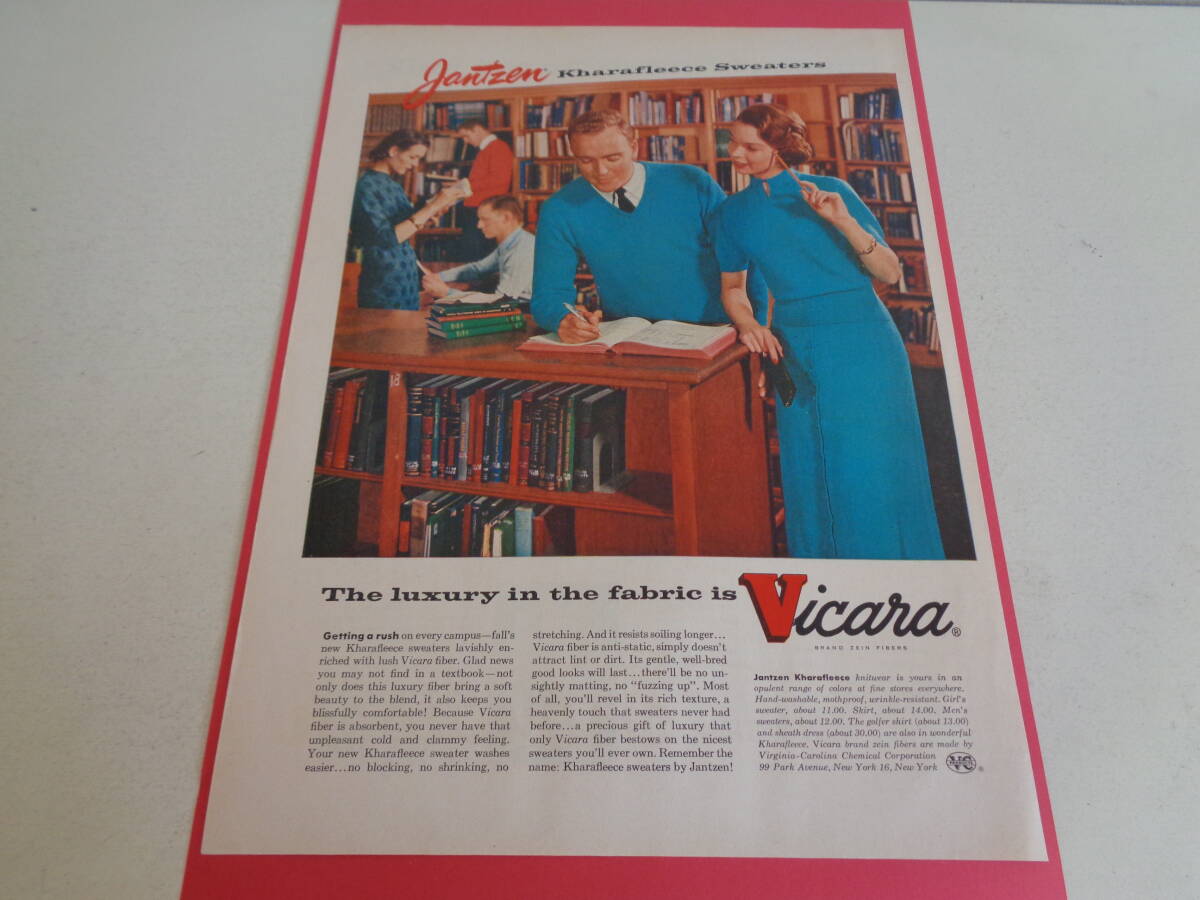 Jantzen® Kharafleece Sweaters
18
The luxury in the fabric is Vicara®
BRAND ZEIN FIBERS
Getting a rush on every campus—fall's
new Kharafleece sweaters lavishly en-
riched with lush Vicara fiber. Glad news
you may not find in a textbook—not
only does this luxury fiber bring a soft
beauty to the blend, it also keeps you
blissfully comfortable! Because Vicara
fiber is absorbent, you never have that
unpleasant cold and clammy feeling.
Your new Kharafleece sweater washes
easier...no blocking, no shrinking, no
stretching. And it resists soiling longer...
Vicara fiber is anti-static, simply doesn't
attract lint or dirt. Its gentle, well-bred
good looks will last...there'll be no un-
sightly matting, no "fuzzing up". Most
of all, you'll revel in its rich texture, a
heavenly touch that sweaters never had
before...a precious gift of luxury that
only Vicara fiber bestows on the nicest
sweaters you'll ever own. Remember the
name: Kharafleece sweaters by Jantzen!
Jantzen Kharafleece knitwear is yours in an
opulent range of colors at fine stores everywhere.
Hand-washable, mothproof, wrinkle-resistant. Girl's
sweater, about 11.00. Skirt, about 14.00. Men's
sweaters, about 12.00. The golfer shirt (about 13.00)
and sheath dress (about 30.00) are also in wonderful
Kharafleece. Vicara brand zein fibers are made by
Virginia-Carolina Chemical Corporation
99 Park Avenue, New York 16, New York